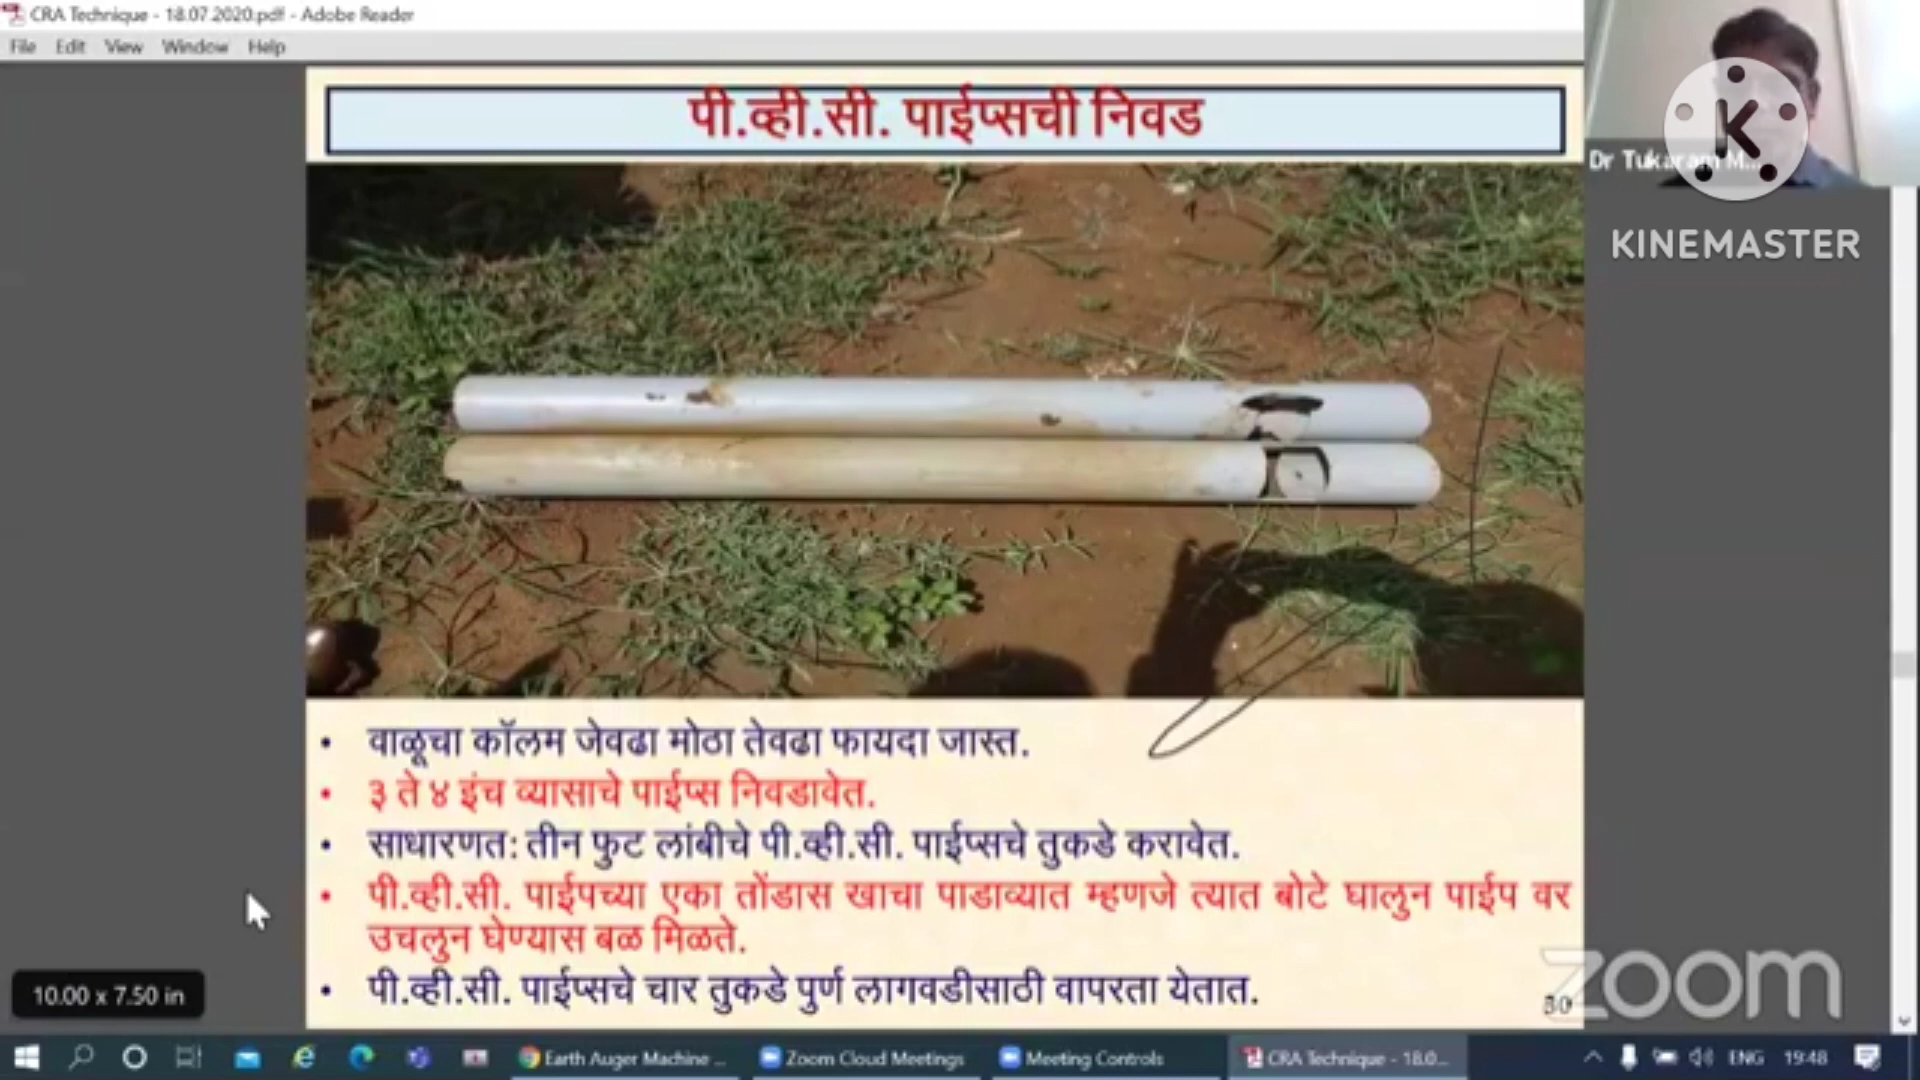 CRA Technique - 18.07.2020.pdf - Adobe Reader
File Edit View Window Help
पी.व्ही.सी. पाईप्सची निवड
Dr Tukaram M...
KINEMASTER
• वाळूचा कॉलम जेवढा मोठा तेवढा फायदा जास्त.
• ३ ते ४ इंच व्यासाचे पाईप्स निवडावेत.
• साधारणत: तीन फुट लांबीचे पी.व्ही.सी. पाईप्सचे तुकडे करावेत.
• पी.व्ही.सी. पाईपच्या एका तोंडास खाचा पाडाव्यात म्हणजे त्यात बोटे घालुन पाईप वर
उचलुन घेण्यास बळ मिळते.
• पी.व्ही.सी. पाईप्सचे चार तुकडे पुर्ण लागवडीसाठी वापरता येतात.
zoom
10.00 x 7.50 in
Earth Auger Machine ... Zoom Cloud Meetings Meeting Controls CRA Technique - 18.0... ENG 19:48